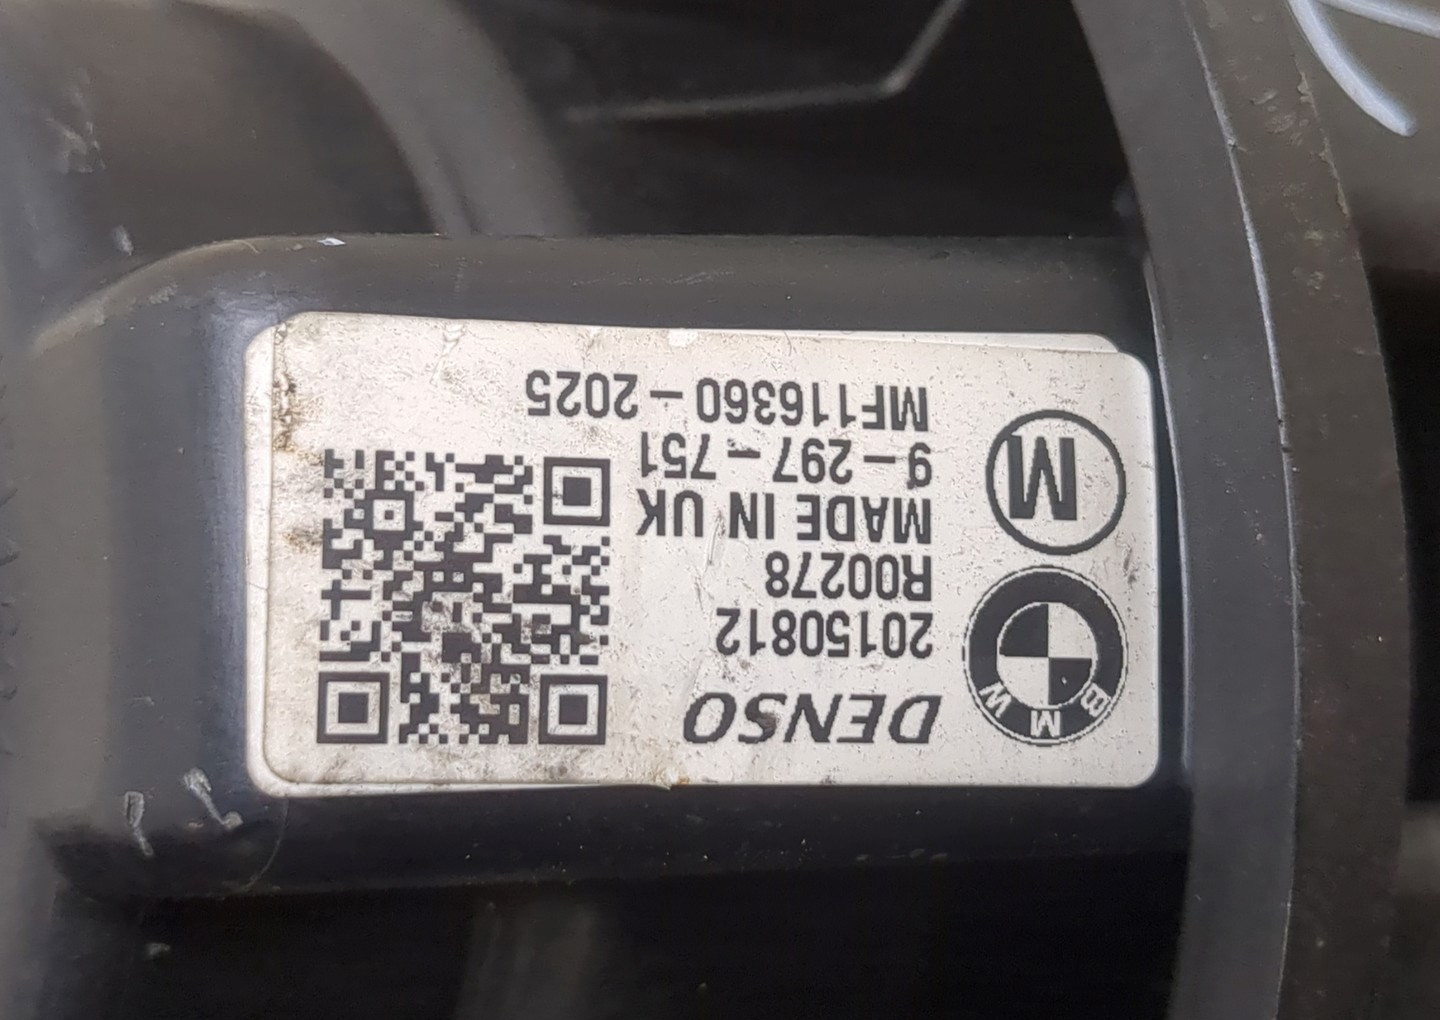 BMW
DENSO
20150812
R00278
MADE IN UK
9-297-751
MF116360-2025
M